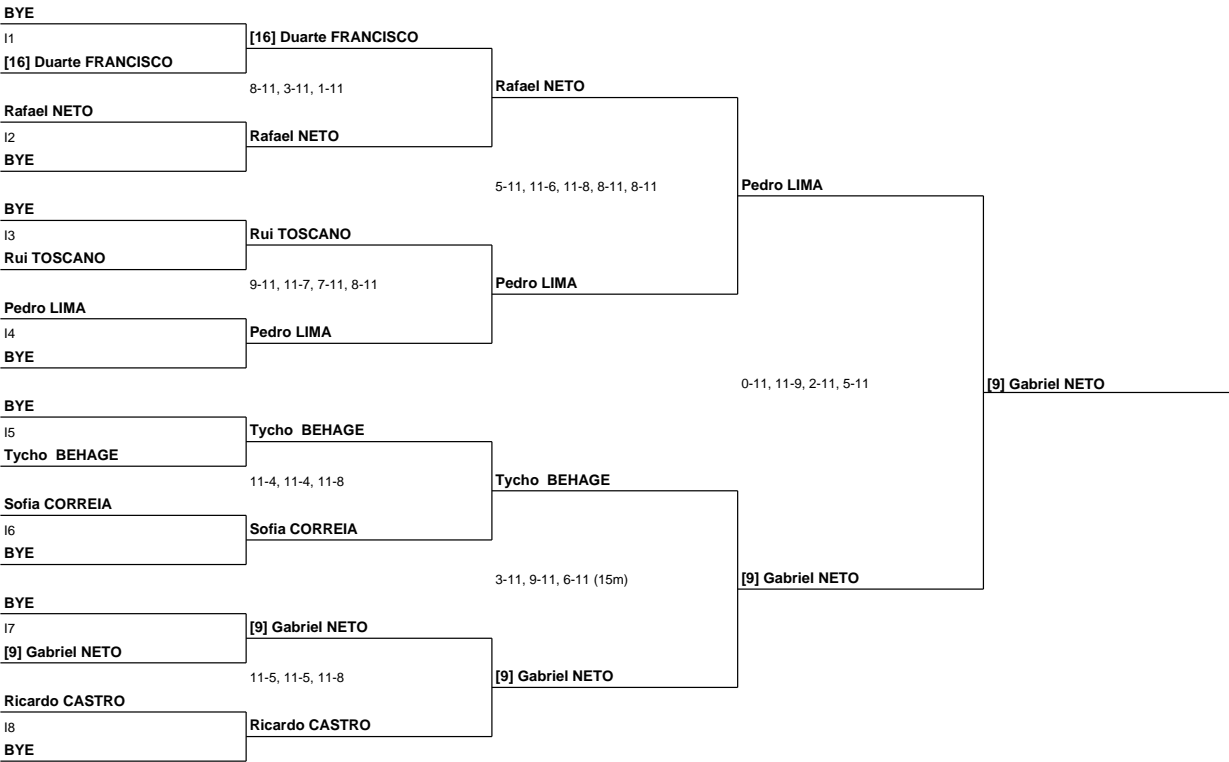 BYE
I1
[16] Duarte FRANCISCO
[16] Duarte FRANCISCO
8-11, 3-11, 1-11
Rafael NETO
Rafael NETO
I2
Rafael NETO
BYE
5-11, 11-6, 11-8, 8-11, 8-11
Pedro LIMA
BYE
I3
Rui TOSCANO
Rui TOSCANO
9-11, 11-7, 7-11, 8-11
Pedro LIMA
Pedro LIMA
I4
Pedro LIMA
BYE
0-11, 11-9, 2-11, 5-11
[9] Gabriel NETO
BYE
I5
Tycho  BEHAGE
Tycho  BEHAGE
11-4, 11-4, 11-8
Tycho  BEHAGE
Sofia CORREIA
I6
Sofia CORREIA
BYE
3-11, 9-11, 6-11 (15m)
[9] Gabriel NETO
BYE
I7
[9] Gabriel NETO
[9] Gabriel NETO
11-5, 11-5, 11-8
[9] Gabriel NETO
Ricardo CASTRO
I8
Ricardo CASTRO
BYE